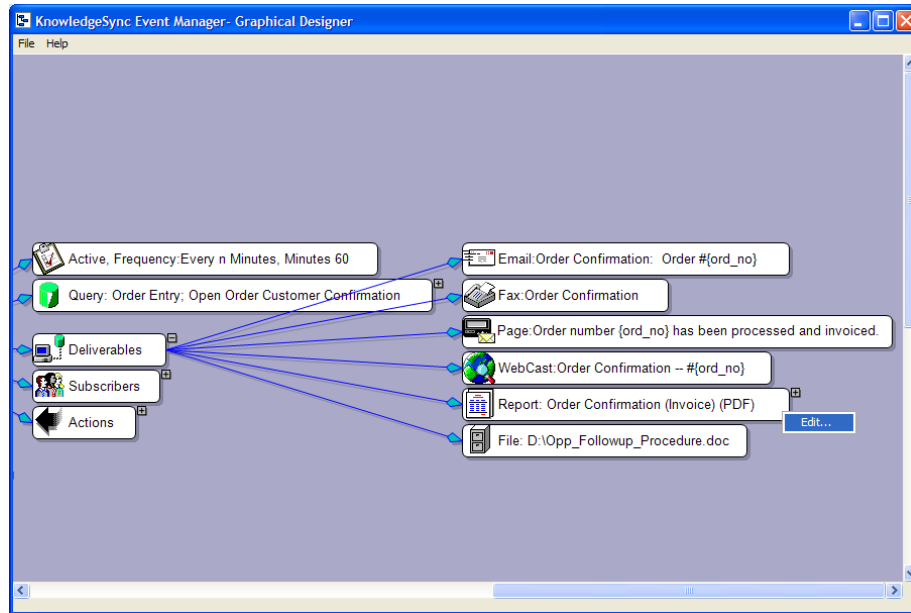 KnowledgeSync Event Manager- Graphical Designer
File Help
Active, Frequency:Every n Minutes, Minutes 60
Query: Order Entry; Open Order Customer Confirmation
Deliverables
Subscribers
Actions
Email:Order Confirmation: Order #{ord_no}
Fax:Order Confirmation
Page:Order number {ord_no} has been processed and invoiced.
WebCast:Order Confirmation -- #{ord_no}
Report: Order Confirmation (Invoice) (PDF)
Edit...
File: D:\Opp_Followup_Procedure.doc